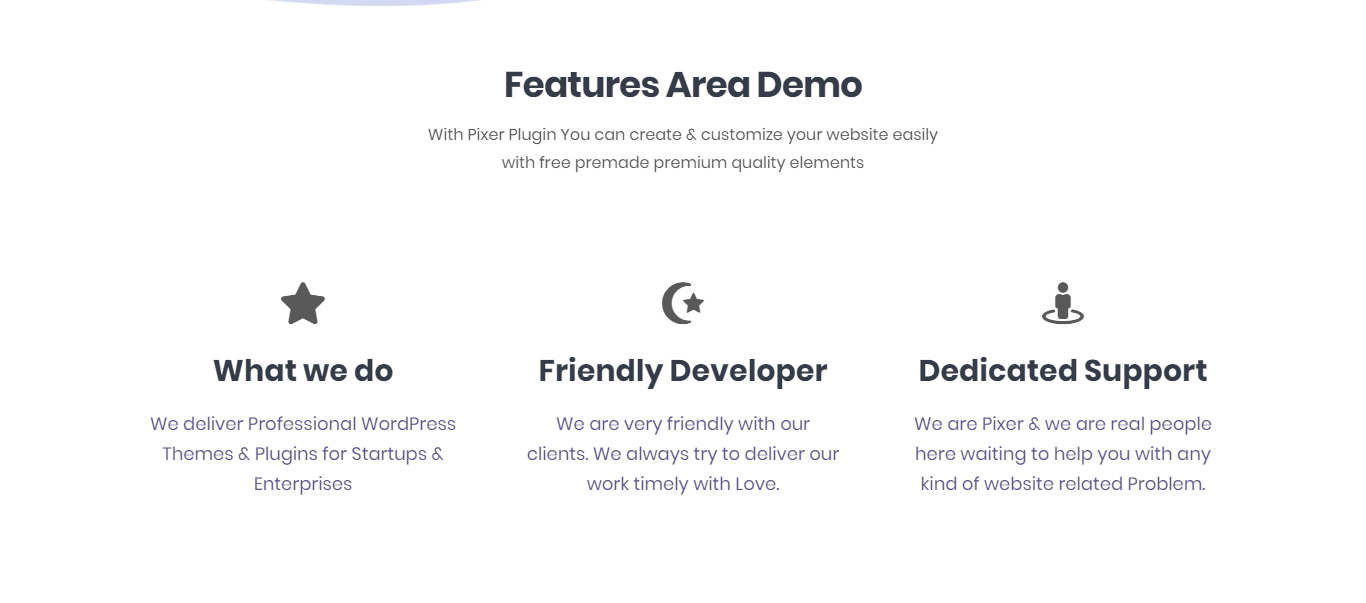 Features Area Demo
With Pixer Plugin You can create & customize your website easily
with free premade premium quality elements
What we do
We deliver Professional WordPress
Themes & Plugins for Startups &
Enterprises
Friendly Developer
We are very friendly with our
clients. We always try to deliver our
work timely with Love.
Dedicated Support
We are Pixer & we are real people
here waiting to help you with any
kind of website related Problem.